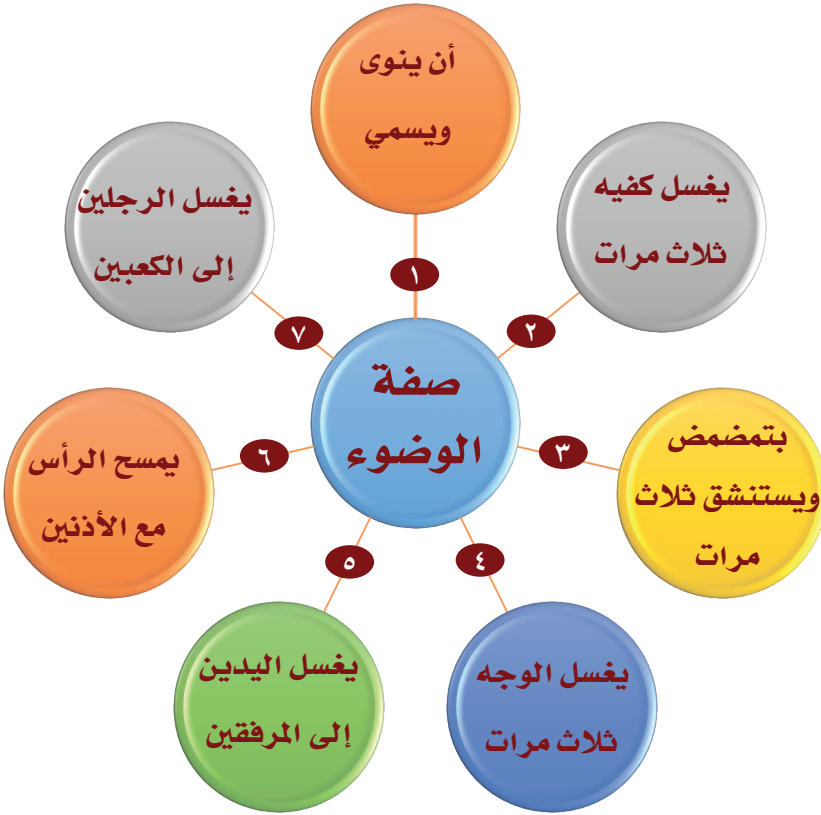 صفة
الوضوء
١
أن ينوى
ويسمي
٢
يغسل كفيه
ثلاث مرات
٣
بتمضمض
ويستنشق ثلاث
مرات
٤
يغسل الوجه
ثلاث مرات
٥
يغسل اليدين
إلى المرفقين
٦
يمسح الرأس
مع الأذنين
٧
يغسل الرجلين
إلى الكعبين